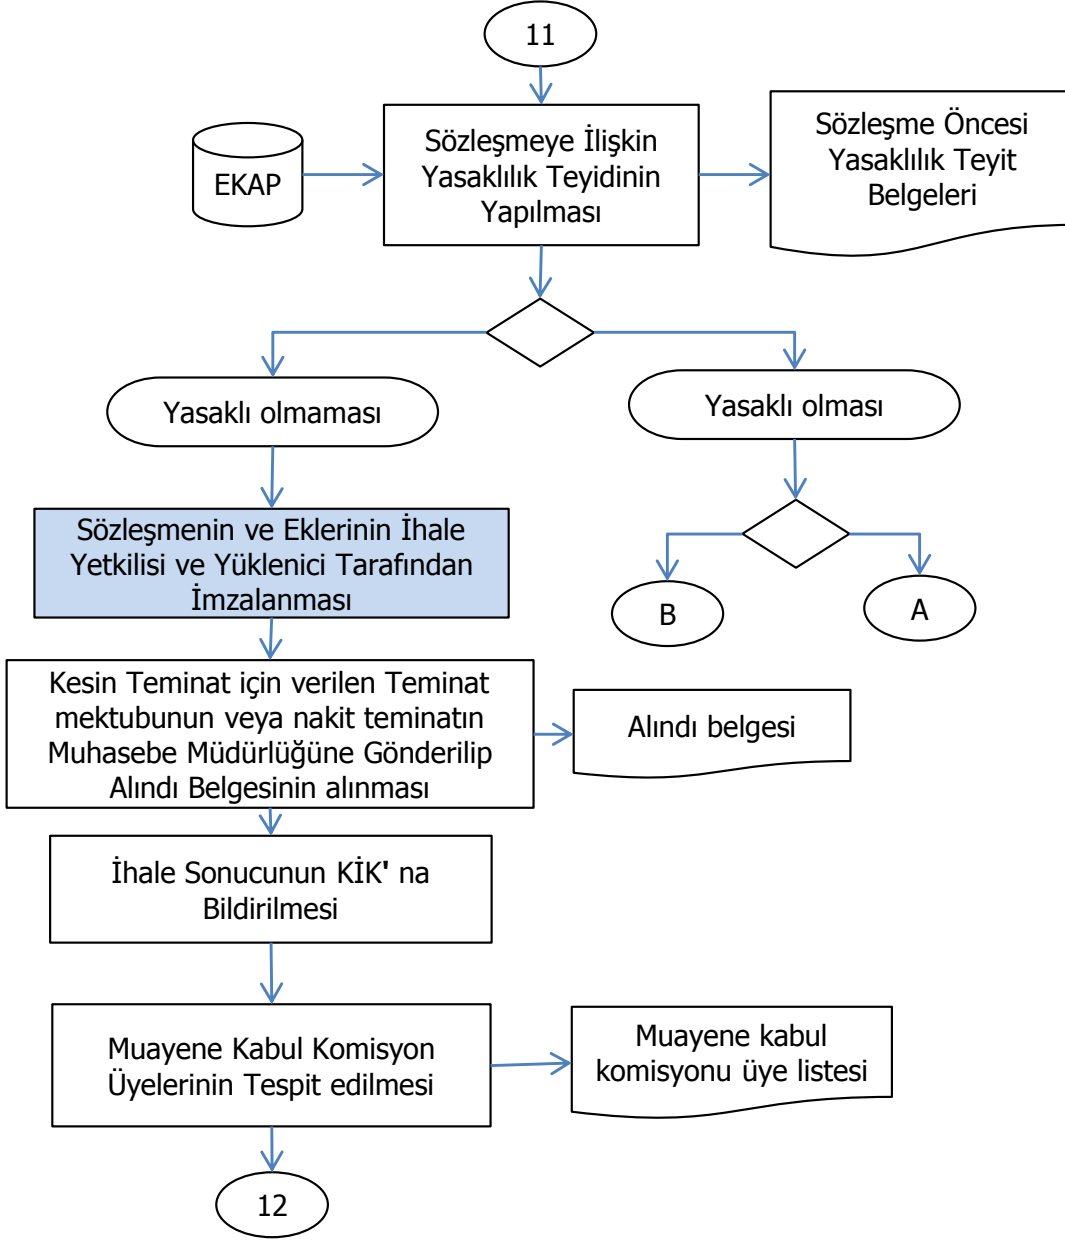 11
EKAP
Sözleşmeye İlişkin
Yasaklılık Teyidinin
Yapılması
Sözleşme Öncesi
Yasaklılık Teyit
Belgeleri
Yasaklı olmaması
Yasaklı olması
Sözleşmenin ve Eklerinin İhale
Yetkilisi ve Yüklenici Tarafından
İmzalanması
B
A
Kesin Teminat için verilen Teminat
mektubunun veya nakit teminatın
Muhasebe Müdürlüğüne Gönderilip
Alındı Belgesinin alınması
Alındı belgesi
İhale Sonucunun KİK' na
Bildirilmesi
Muayene Kabul Komisyon
Üyelerinin Tespit edilmesi
Muayene kabul
komisyonu üye listesi
12